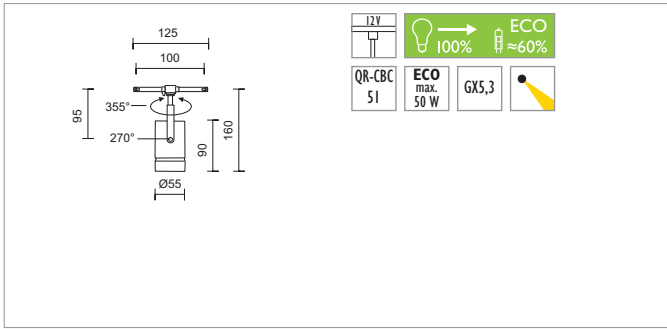 125
100
95
355°
270°
90
160
Ø55
12V
100%
ECO
≈60%
QR-CBC
51
ECO
max.
50 W
GX5,3